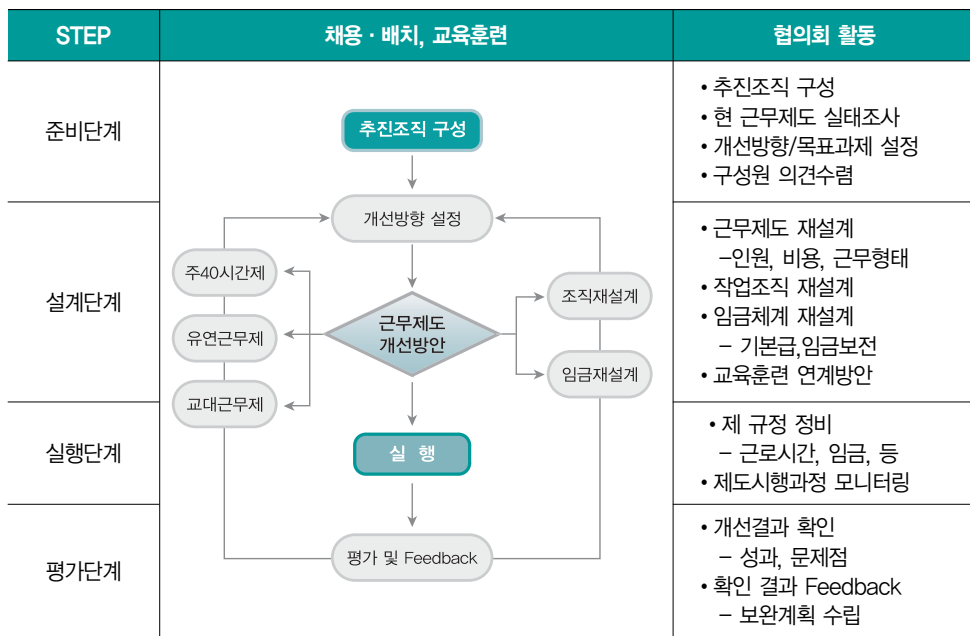 STEP
채용·배치, 교육훈련
협의회 활동
준비단계
추진조직 구성
• 추진조직 구성
• 현 근무제도 실태조사
• 개선방향/목표과제 설정
• 구성원 의견수렴
설계단계
개선방향 설정
주40시간제
유연근무제
교대근무제
근무제도
개선방안
조직재설계
임금재설계
• 근무제도 재설계
–인원, 비용, 근무형태
• 작업조직 재설계
• 임금체계 재설계
– 기본급,임금보전
• 교육훈련 연계방안
실행단계
실 행
• 제 규정 정비
– 근로시간, 임금, 등
• 제도시행과정 모니터링
평가단계
평가 및 Feedback
• 개선결과 확인
– 성과, 문제점
• 확인 결과 Feedback
– 보완계획 수립